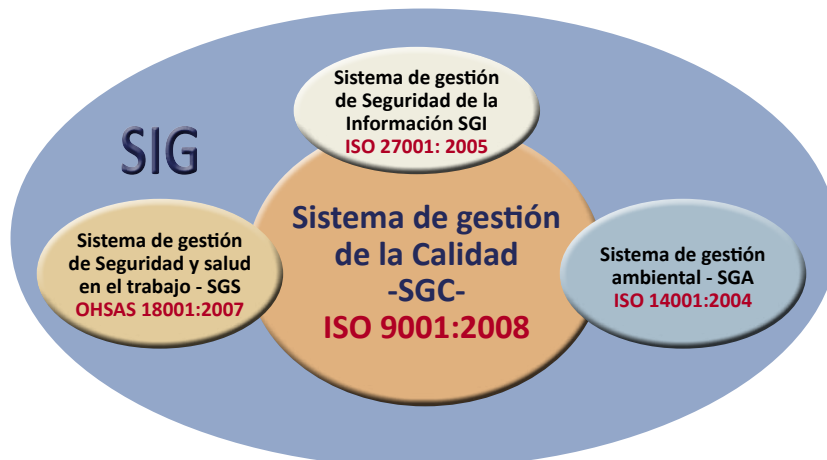 Sistema de gestión
de Seguridad de la
Información SGI
ISO 27001: 2005
SIG
Sistema de gestión
de Seguridad y salud
en el trabajo - SGS
OHSAS 18001:2007
Sistema de gestión
de la Calidad
-SGC-
ISO 9001:2008
Sistema de gestión
ambiental - SGA
ISO 14001:2004